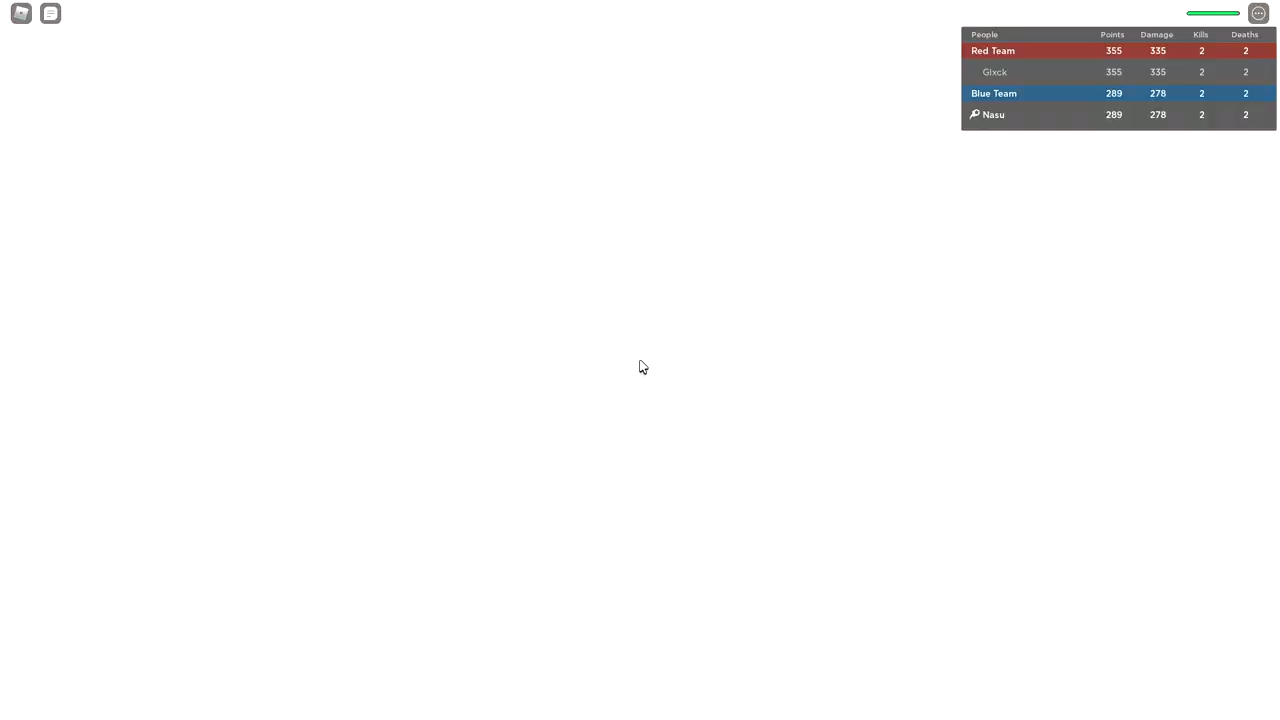 People Points Damage Kills Deaths
Red Team 355 335 2 2
Glxck 355 335 2 2
Blue Team 289 278 2 2
Nasu 289 278 2 2